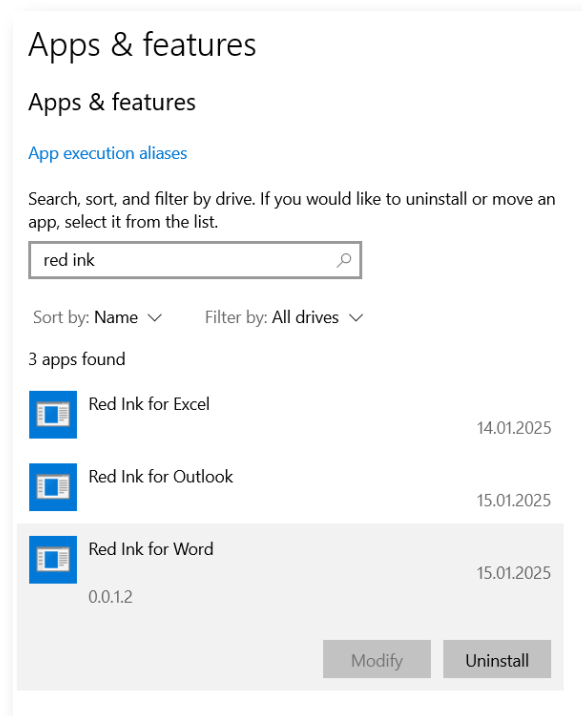 Apps & features
Apps & features
App execution aliases
Search, sort, and filter by drive. If you would like to uninstall or move an
app, select it from the list.
red ink
Sort by: Name Filter by: All drives
3 apps found
Red Ink for Excel
14.01.2025
Red Ink for Outlook
15.01.2025
Red Ink for Word
15.01.2025
0.0.1.2
Modify Uninstall